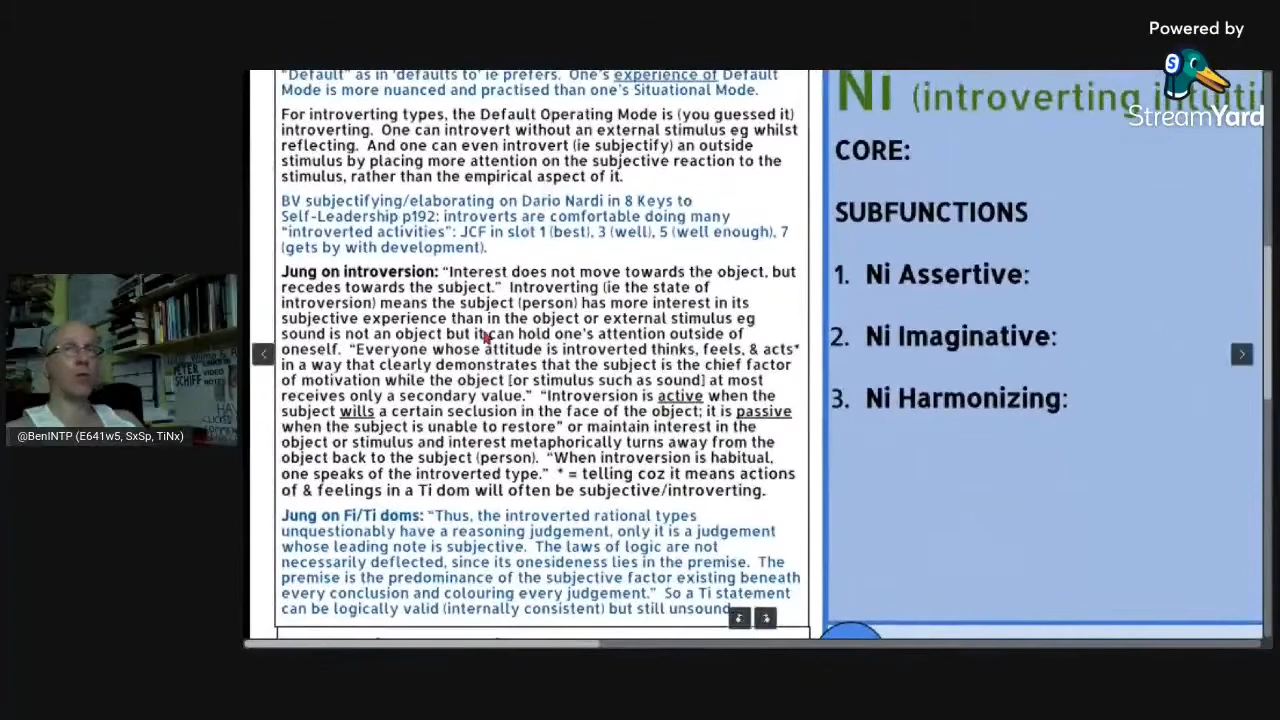 Powered by
StreamYard
"Default" as in 'defaults to' ie prefers. One's experience of Default
Mode is more nuanced and practised than one's Situational Mode.
For introverting types, the Default Operating Mode is (you guessed it)
introverting. One can introvert without an external stimulus eg whilst
reflecting. And one can even introvert (ie subjectify) an outside
stimulus by placing more attention on the subjective reaction to the
stimulus, rather than the empirical aspect of it.
BV subjectifying/elaborating on Dario Nardi in 8 Keys to
Self-Leadership p192: introverts are comfortable doing many
"introverted activities": JCF in slot 1 (best), 3 (well), 5 (well enough), 7
(gets by with development).
Jung on introversion: "Interest does not move towards the object, but
recedes towards the subject." Introverting (ie the state of
introversion) means the subject (person) has more interest in its
subjective experience than in the object or external stimulus eg
sound is not an object but it can hold one's attention outside of
oneself. "Everyone whose attitude is introverted thinks, feels, & acts*
in a way that clearly demonstrates that the subject is the chief factor
of motivation while the object [or stimulus such as sound] at most
receives only a secondary value." "Introversion is active when the
subject wills a certain seclusion in the face of the object; it is passive
when the subject is unable to restore" or maintain interest in the
object or stimulus and interest metaphorically turns away from the
object back to the subject (person). "When introversion is habitual,
one speaks of the introverted type." * = telling coz it means actions
of & feelings in a Ti dom will often be subjective/introverting.
Jung on Fi/Ti doms: "Thus, the introverted rational types
unquestionably have a reasoning judgement, only it is a judgement
whose leading note is subjective. The laws of logic are not
necessarily deflected, since its onesideness lies in the premise. The
premise is the predominance of the subjective factor existing beneath
every conclusion and colouring every judgement." So a Ti statement
can be logically valid (internally consistent) but still unsound
Ni (introverting
CORE:
SUBFUNCTIONS
1. Ni Assertive:
2. Ni Imaginative:
3. Ni Harmonizing:
PETER
SCHIFF
VIDEO
@BenINTP (E641w5, SxSp, TiNx)